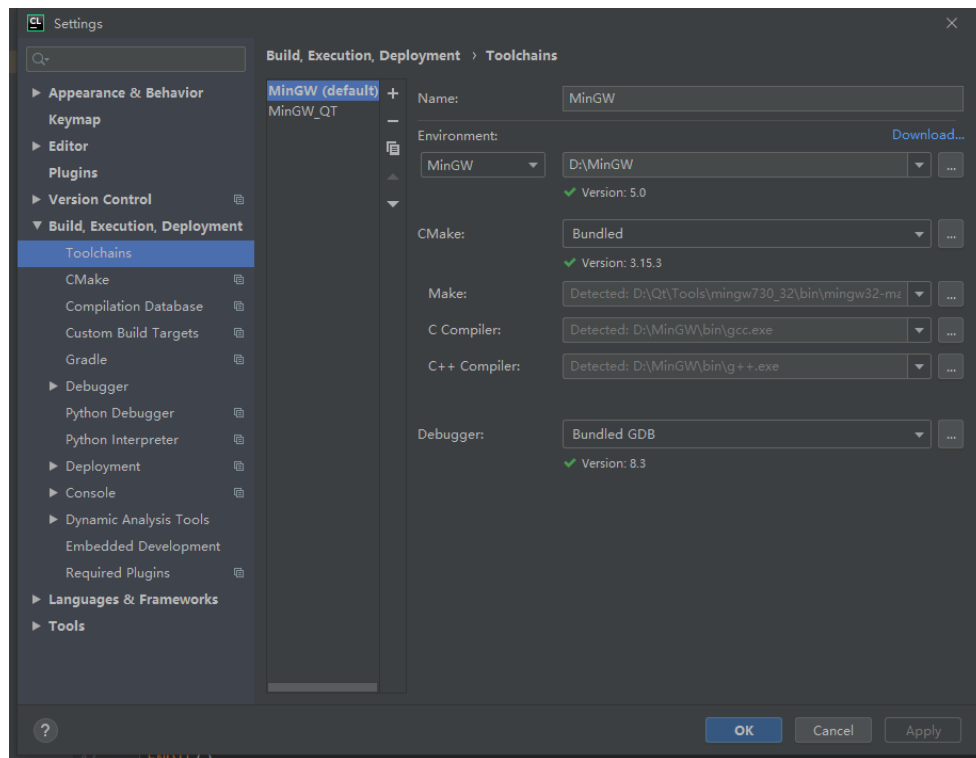 CL Settings
Build, Execution, Deployment › Toolchains
Appearance & Behavior
Keymap
Editor
Plugins
Version Control
Build, Execution, Deployment
Toolchains
CMake
Compilation Database
Custom Build Targets
Gradle
Debugger
Python Debugger
Python Interpreter
Deployment
Console
Dynamic Analysis Tools
Embedded Development
Required Plugins
Languages & Frameworks
Tools
MinGW (default)
MinGW_QT
Name: MinGW
Environment: Download...
MinGW D:\MinGW ...
Version: 5.0
CMake: Bundled ...
Version: 3.15.3
Make: Detected: D:\Qt\Tools\mingw730_32\bin\mingw32-ma ...
C Compiler: Detected: D:\MinGW\bin\gcc.exe ...
C++ Compiler: Detected: D:\MinGW\bin\g++.exe ...
Debugger: Bundled GDB ...
Version: 8.3
? OK Cancel Apply